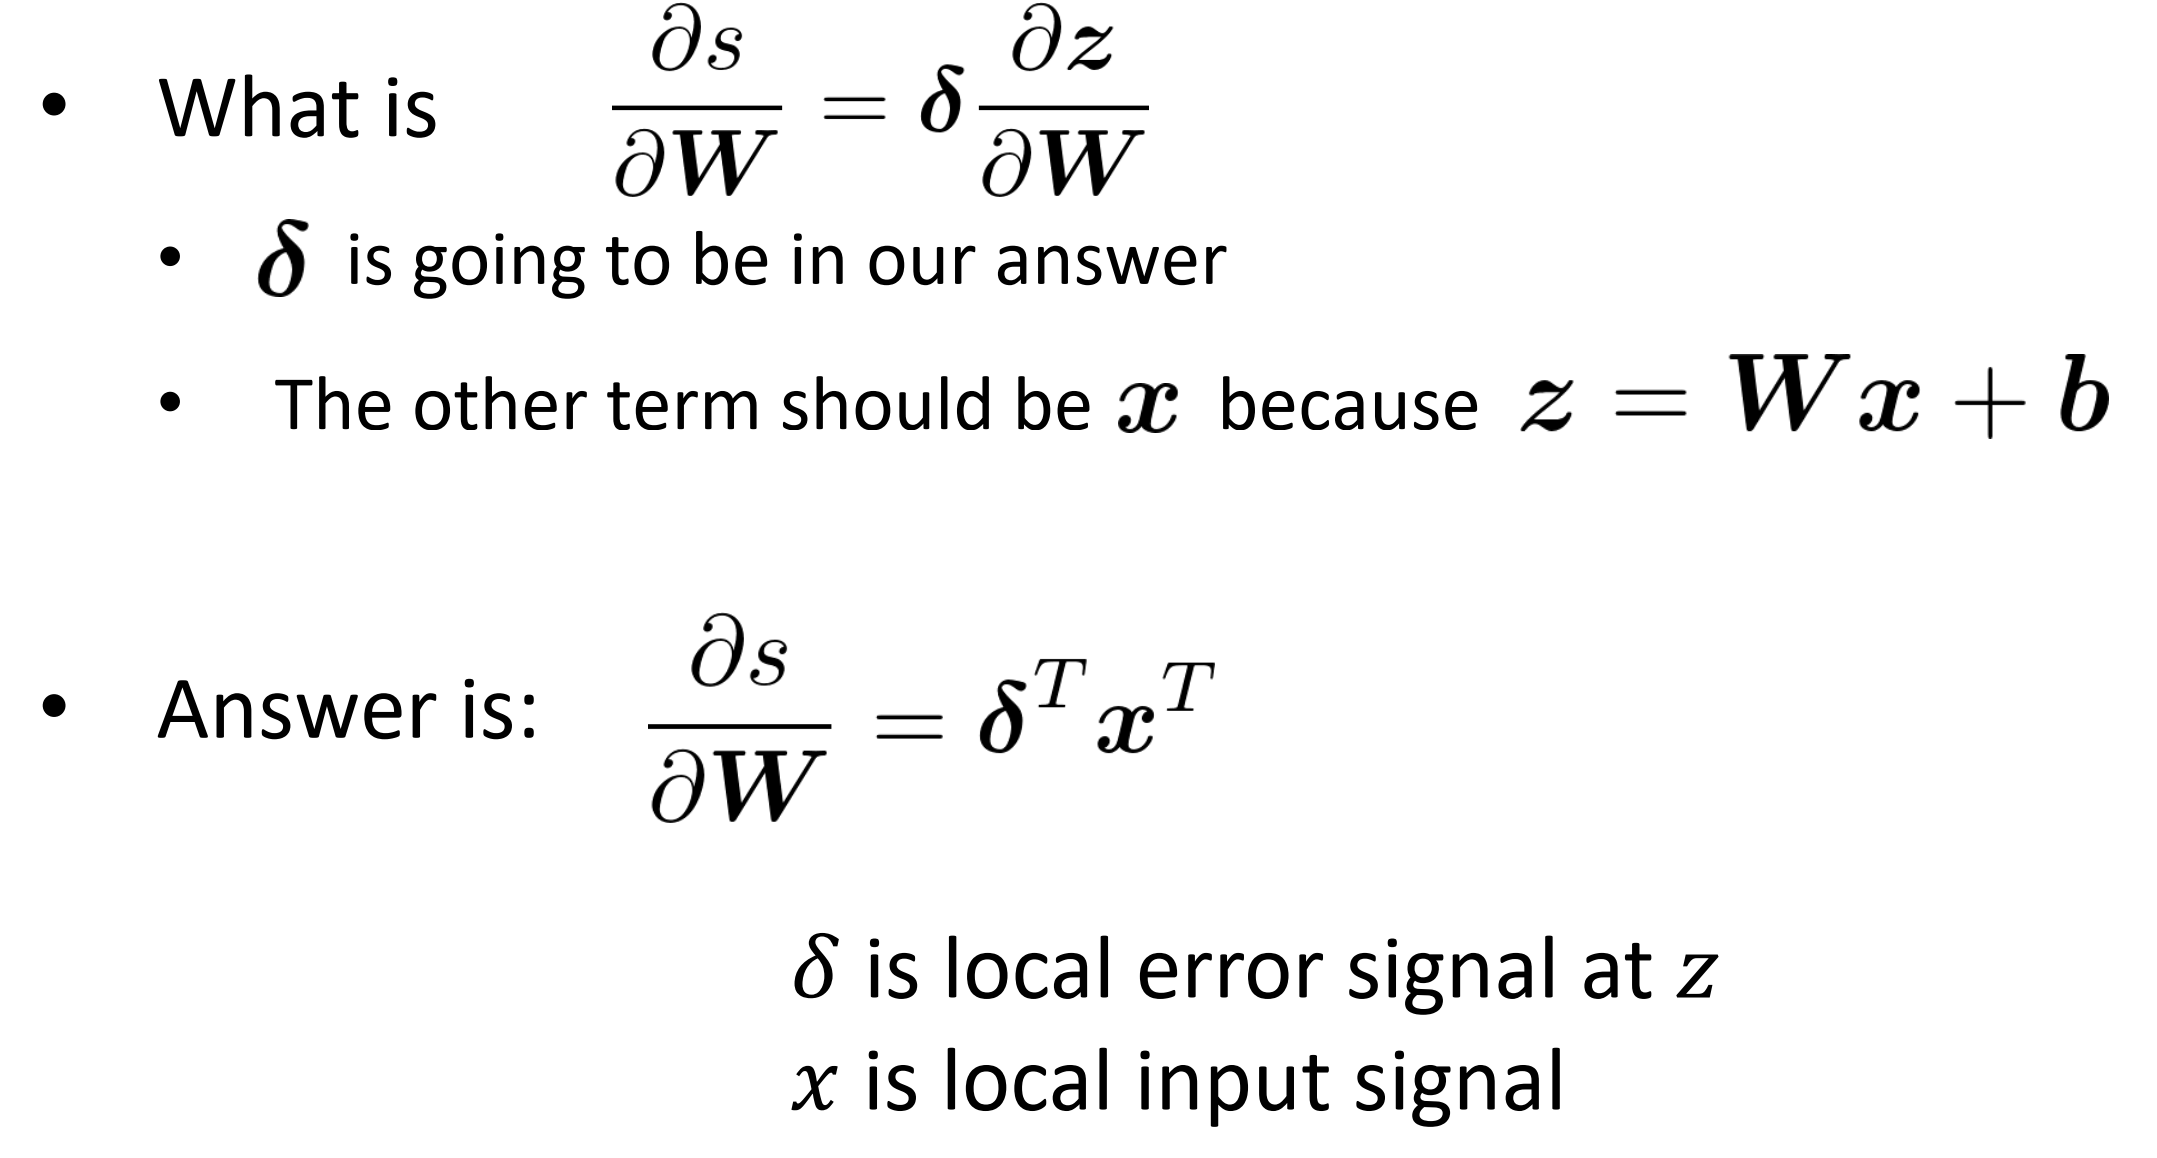 • What is ∂s/∂W = δ ∂z/∂W
• δ is going to be in our answer
• The other term should be x because z = Wx + b
• Answer is: ∂s/∂W = δᵀxᵀ
δ is local error signal at z
x is local input signal